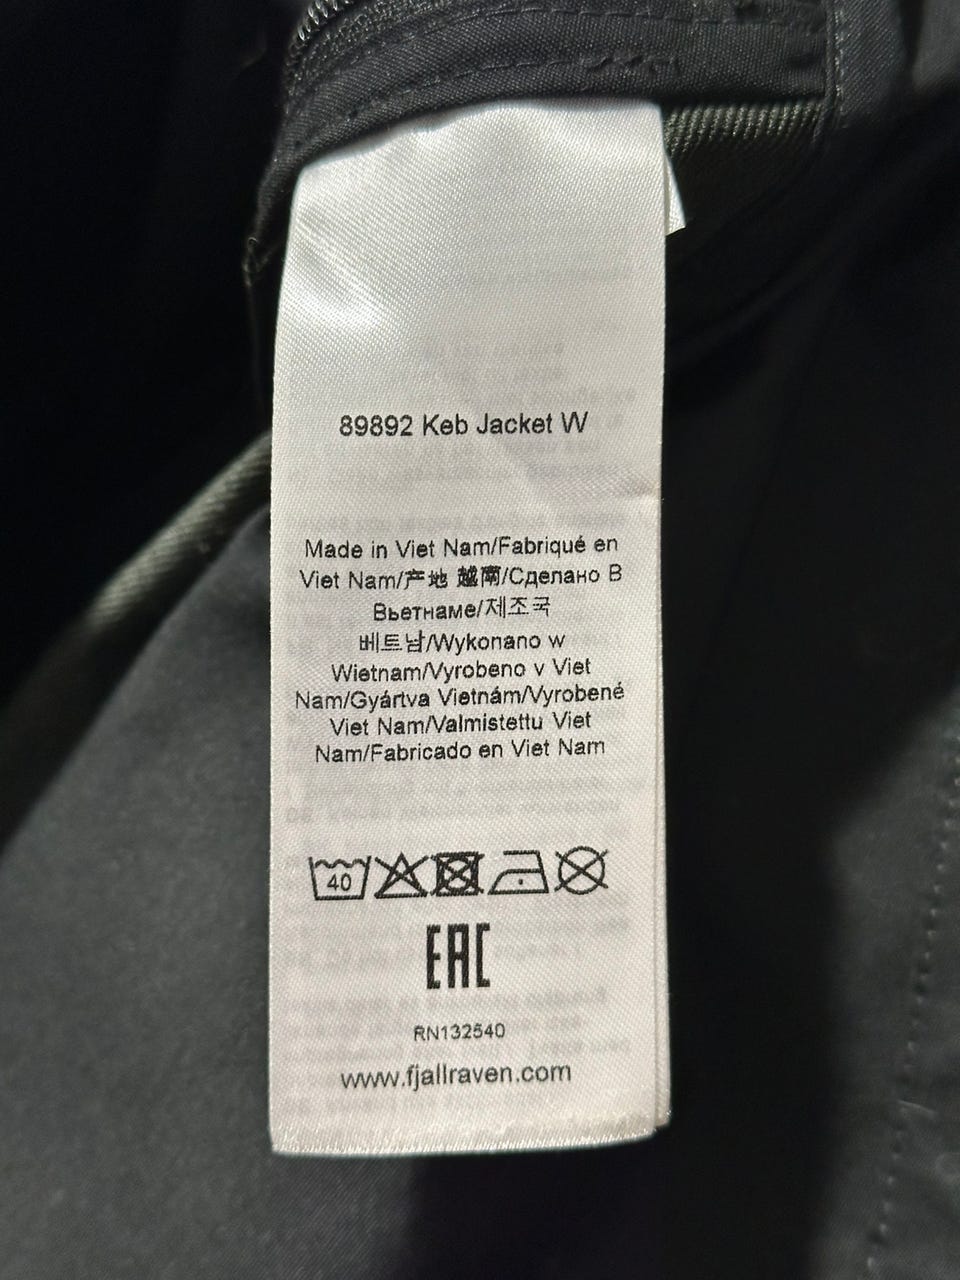 89892 Keb Jacket W
Made in Viet Nam/Fabriqué en
Viet Nam/产地 越南/Сделано В
Вьетнаме/제조국
베트남/Wykonano w
Wietnam/Vyrobeno v Viet
Nam/Gyártva Vietnám/Vyrobené
Viet Nam/Valmistettu Viet
Nam/Fabricado en Viet Nam
40
EAC
RN132540
www.fjallraven.com